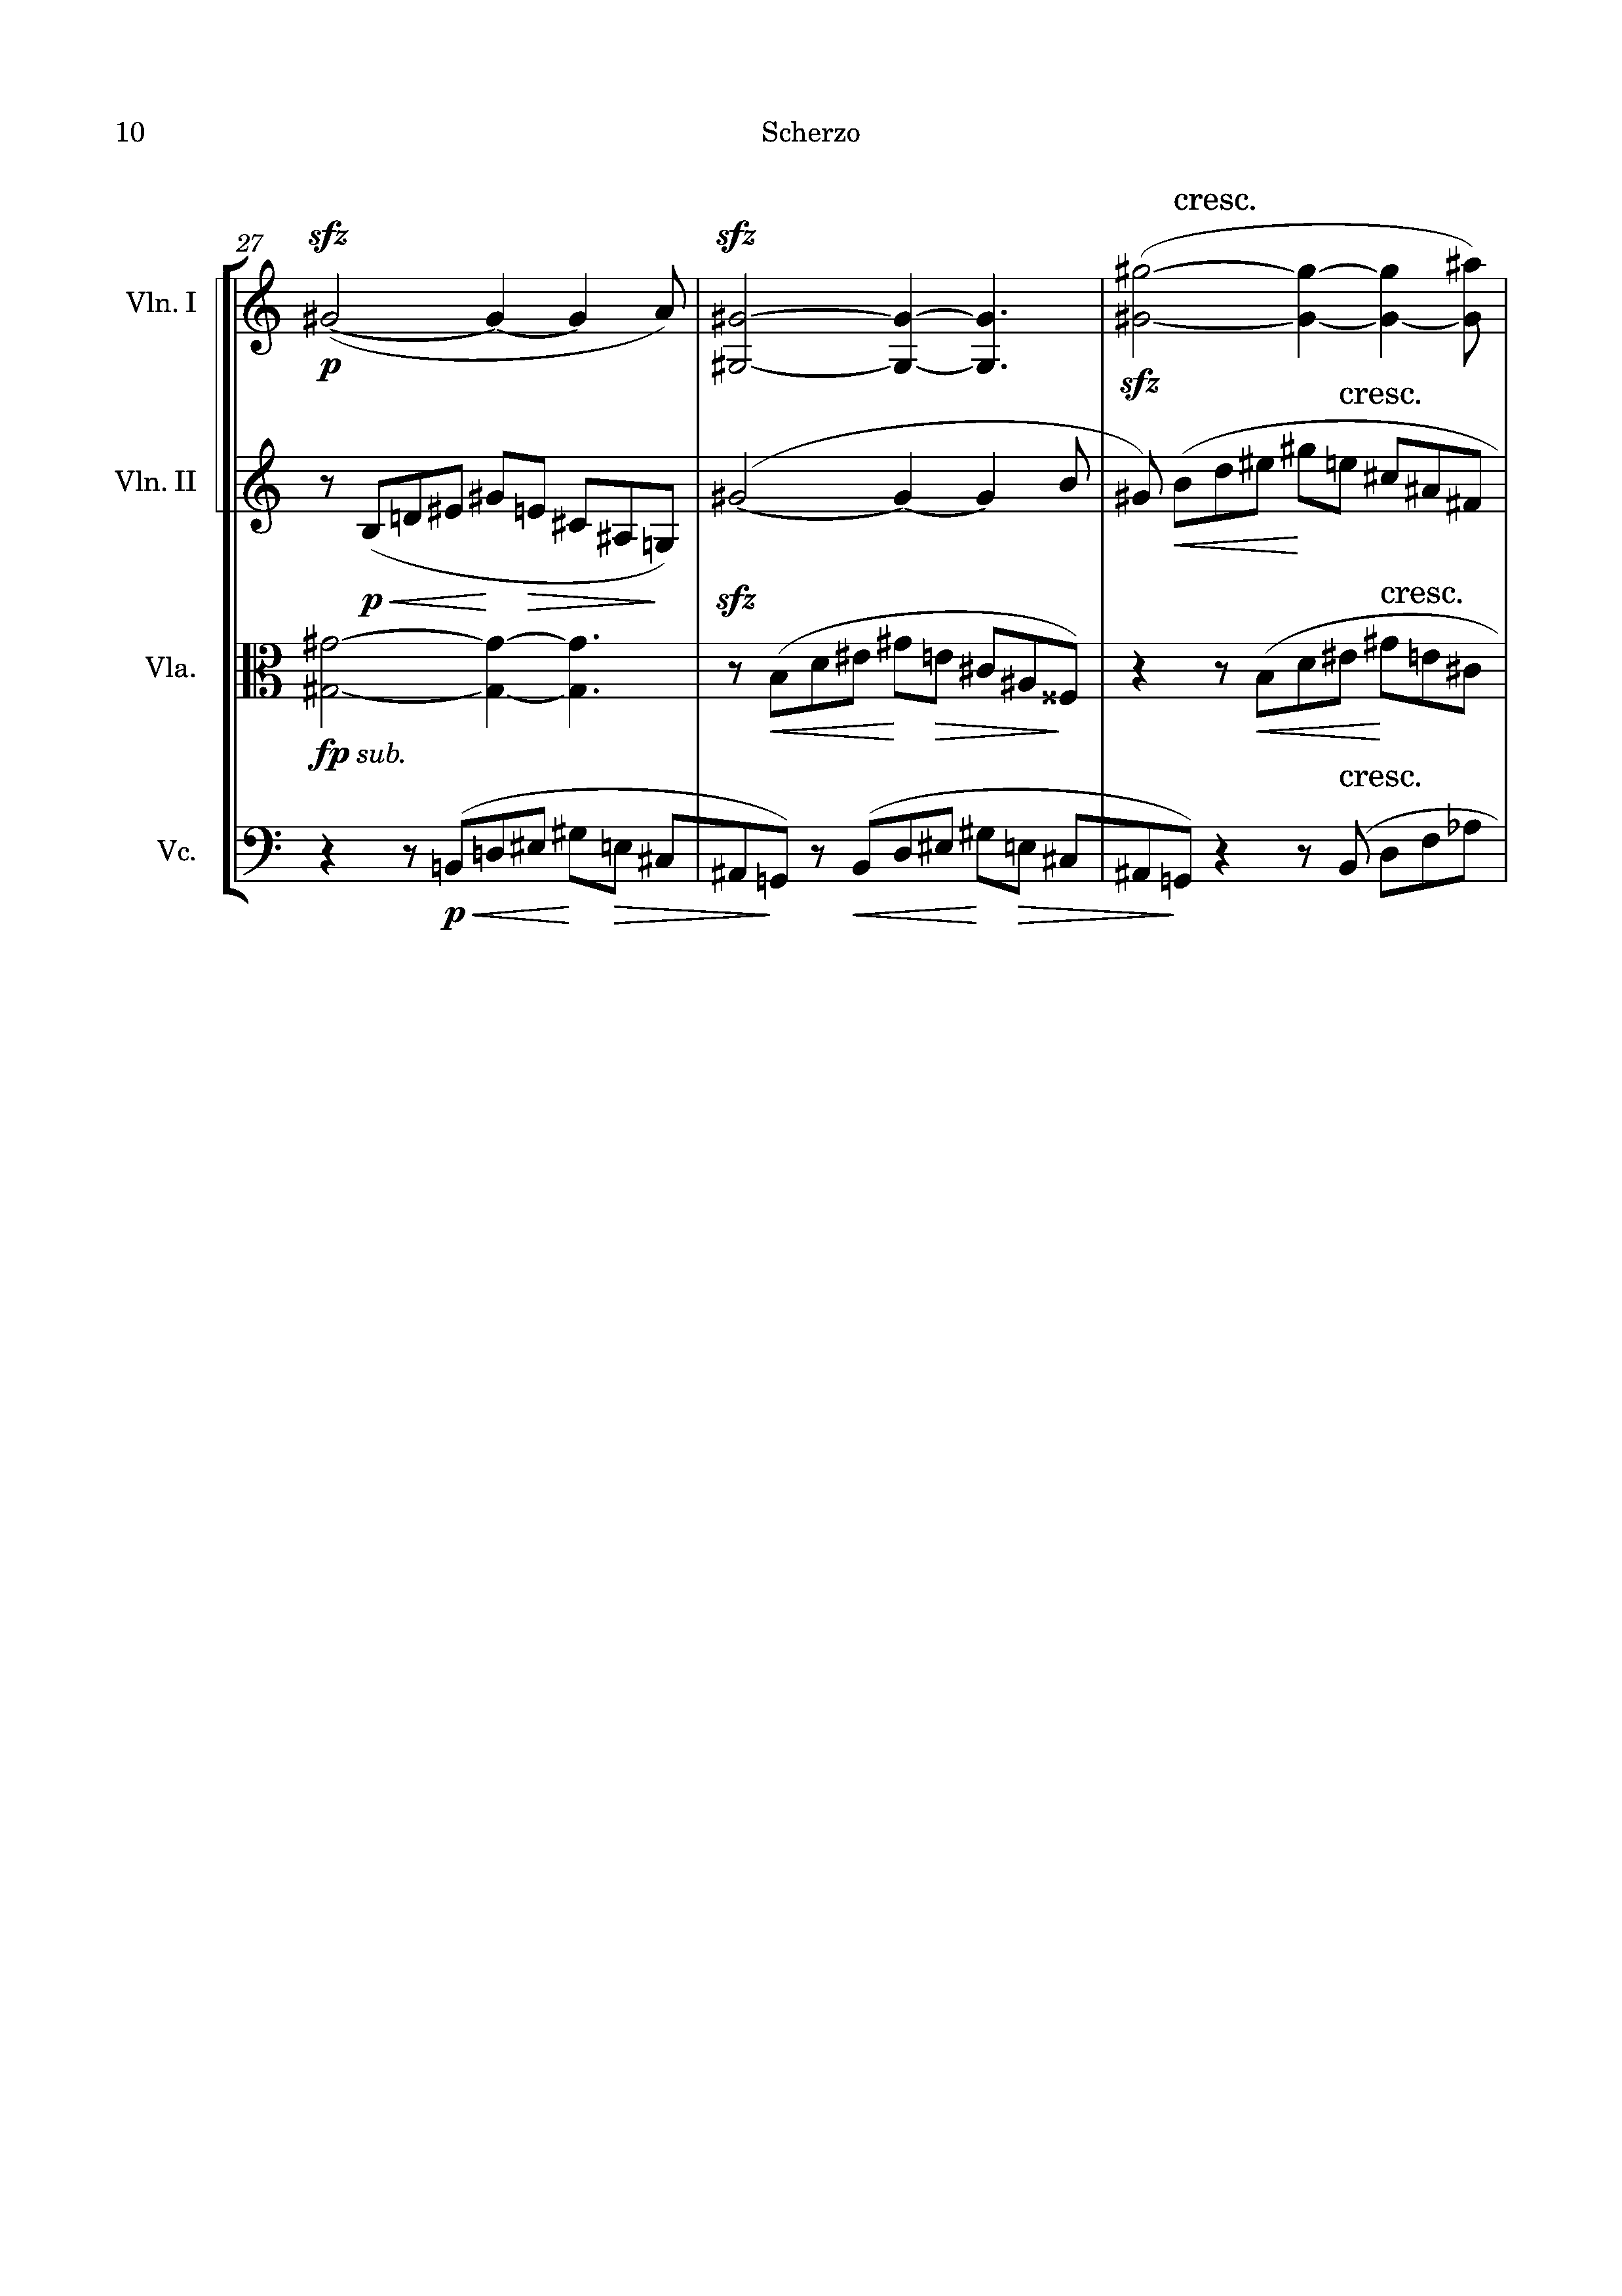 10 Scherzo
cresc.
sfz sfz
27
Vln. I
p
sfz
cresc.
Vln. II
p sfz
cresc.
Vla.
fp sub.
cresc.
Vc.
p